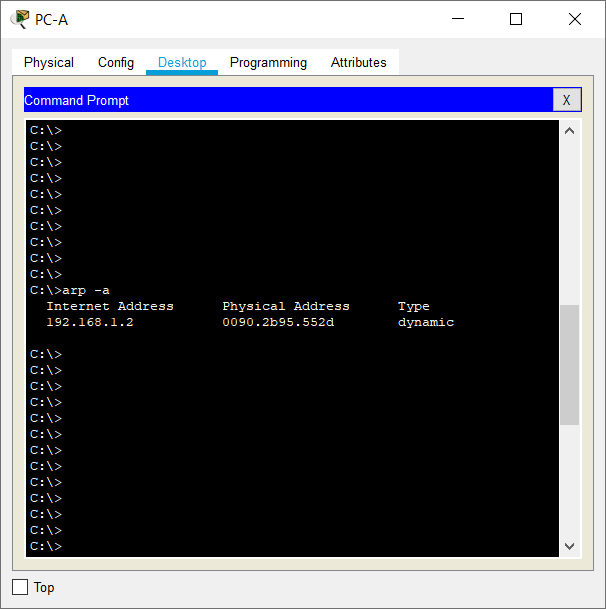 PC-A
Physical Config Desktop Programming Attributes
Command Prompt X
C:\>
C:\>
C:\>
C:\>
C:\>
C:\>
C:\>
C:\>
C:\>
C:\>
C:\>arp -a
Internet Address Physical Address Type
192.168.1.2 0090.2b95.552d dynamic
C:\>
C:\>
C:\>
C:\>
C:\>
C:\>
C:\>
C:\>
C:\>
C:\>
C:\>
C:\>
C:\>
Top